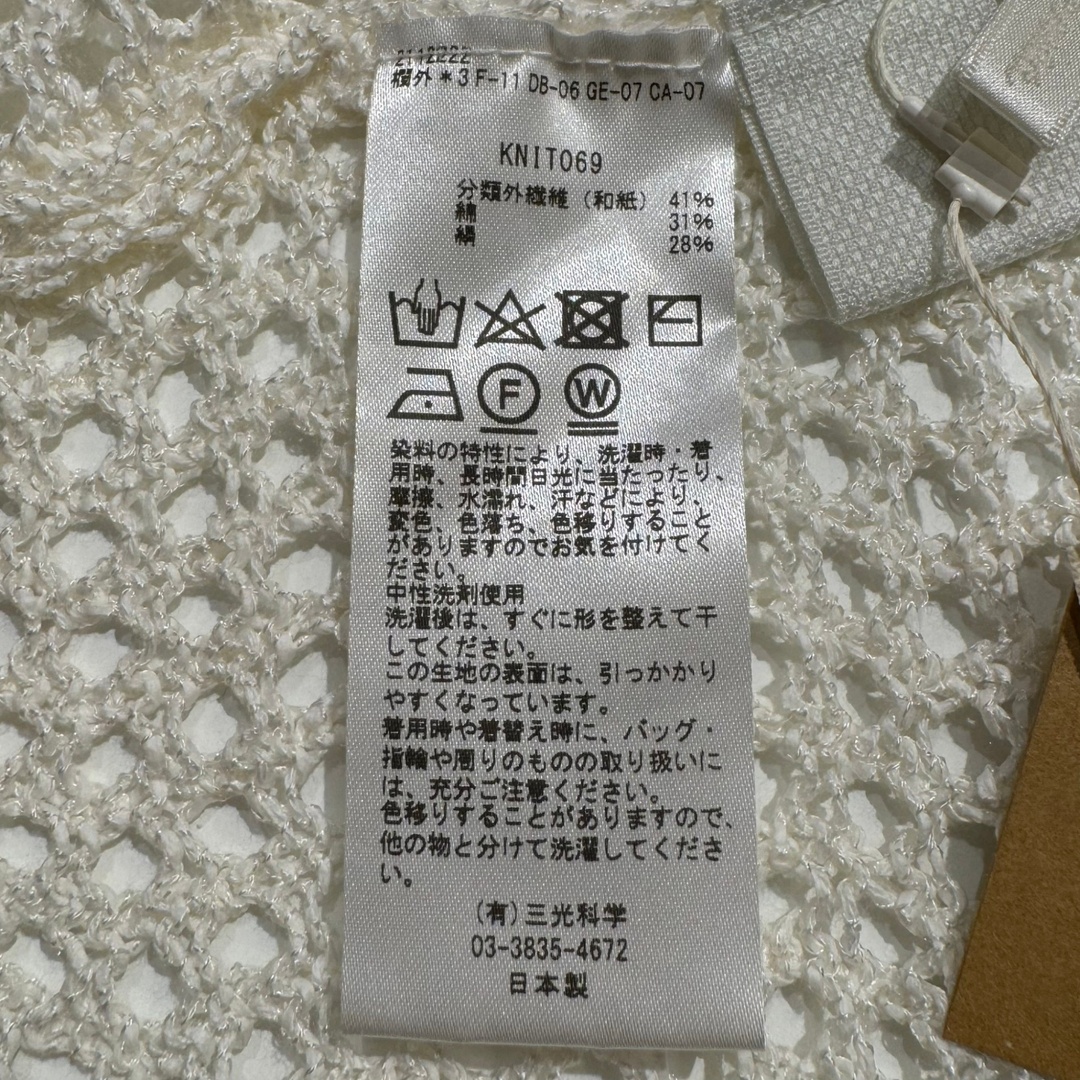 2112222
欄外＊3 F-11 DB-06 GE-07 CA-07
KNIT069
分類外繊維（和紙） 41%
綿 31%
絹 28%
F W
染料の特性により、洗濯時・着
用時、長時間日光に当たったり、
摩擦、水濡れ、汗などにより、
変色、色落ち、色移りすること
がありますのでお気を付けてく
ださい。
中性洗剤使用
洗濯後は、すぐに形を整えて干
してください。
この生地の表面は、引っかかり
やすくなっています。
着用時や着替え時に、バッグ・
指輪や周りのものの取り扱いに
は、充分ご注意ください。
色移りすることがありますので、
他の物と分けて洗濯してくださ
い。
(有)三光科学
03-3835-4672
日本製